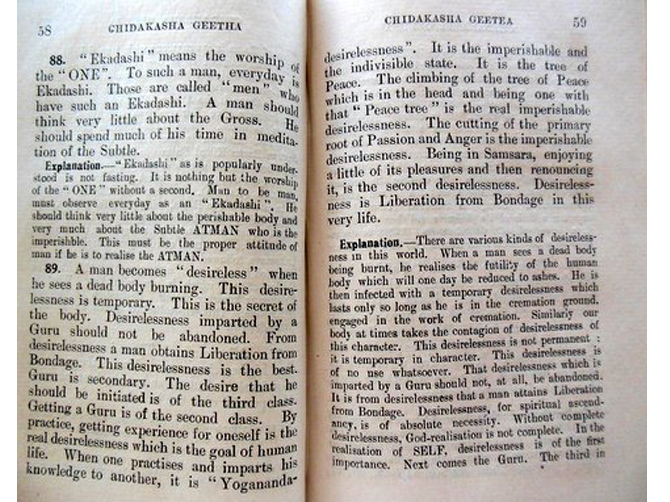 58 CHIDAKASHA GEETHA
88. "Ekadashi" means the worship of
the "ONE". To such a man, everyday is
Ekadashi. Those are called "men" who
have such an Ekadashi. A man should
think very little about the Gross. He
should spend much of his time in medita-
tion of the Subtle.
Explanation.—"Ekadashi" as is popularly under-
stood is not fasting. It is nothing but the worship
of the "ONE" without a second. Man to be man,
must observe everyday as an "Ekadashi". He
should think very little about the perishable body and
very much about the Subtle ATMAN who is the
imperishble. This must be the proper attitude of
man if he is to realise the ATMAN.
89. A man becomes "desireless" when
he sees a dead body burning. This desire-
lessness is temporary. This is the secret of
the body. Desirelessness imparted by a
Guru should not be abandoned. From
desirelessness a man obtains Liberation from
Bondage. This desirelessness is the best.
Guru is secondary. The desire that he
should be initiated is of the third class.
Getting a Guru is of the second class. By
practice, getting experience for oneself is the
real desirelessness which is the goal of human
life. When one practises and imparts his
knowledge to another, it is "Yogananda-
CHIDAKASHA GEETEA 59
desirelessness". It is the imperishable and
the indivisible state. It is the tree of
Peace. The climbing of the tree of Peace
which is in the head and being one with
that "Peace tree" is the real imperishable
desirelessness. The cutting of the primary
root of Passion and Anger is the imperishable
desirelessness. Being in Samsara, enjoying
a little of its pleasures and then renouncing
it, is the second desirelessness. Desireless-
ness is Liberation from Bondage in this
very life.
Explanation.—There are various kinds of desireless-
ness in this world. When a man sees a dead body
being burnt, he realises the futility of the human
body which will one day be reduced to ashes. He is
then infected with a temporary desirelessness which
lasts only so long as he is in the cremation ground,
engaged in the work of cremation. Similarly our
body at times takes the contagion of desirelessness of
this character. This desirelessness is not permanent ;
it is temporary in character. This desirelessness is
of no use whatsoever. That desirelessness which is
imparted by a Guru should not, at all, be abandoned.
It is from desirelessness that a man attains Liberation
from Bondage. Desirelessness, for spiritual ascend-
ancy, is of absolute necessity. Without complete
desirelessness, God-realisation is not complete. In the
realisation of SELF, desirelessness is of the first
importance. Next comes the Guru. The third in